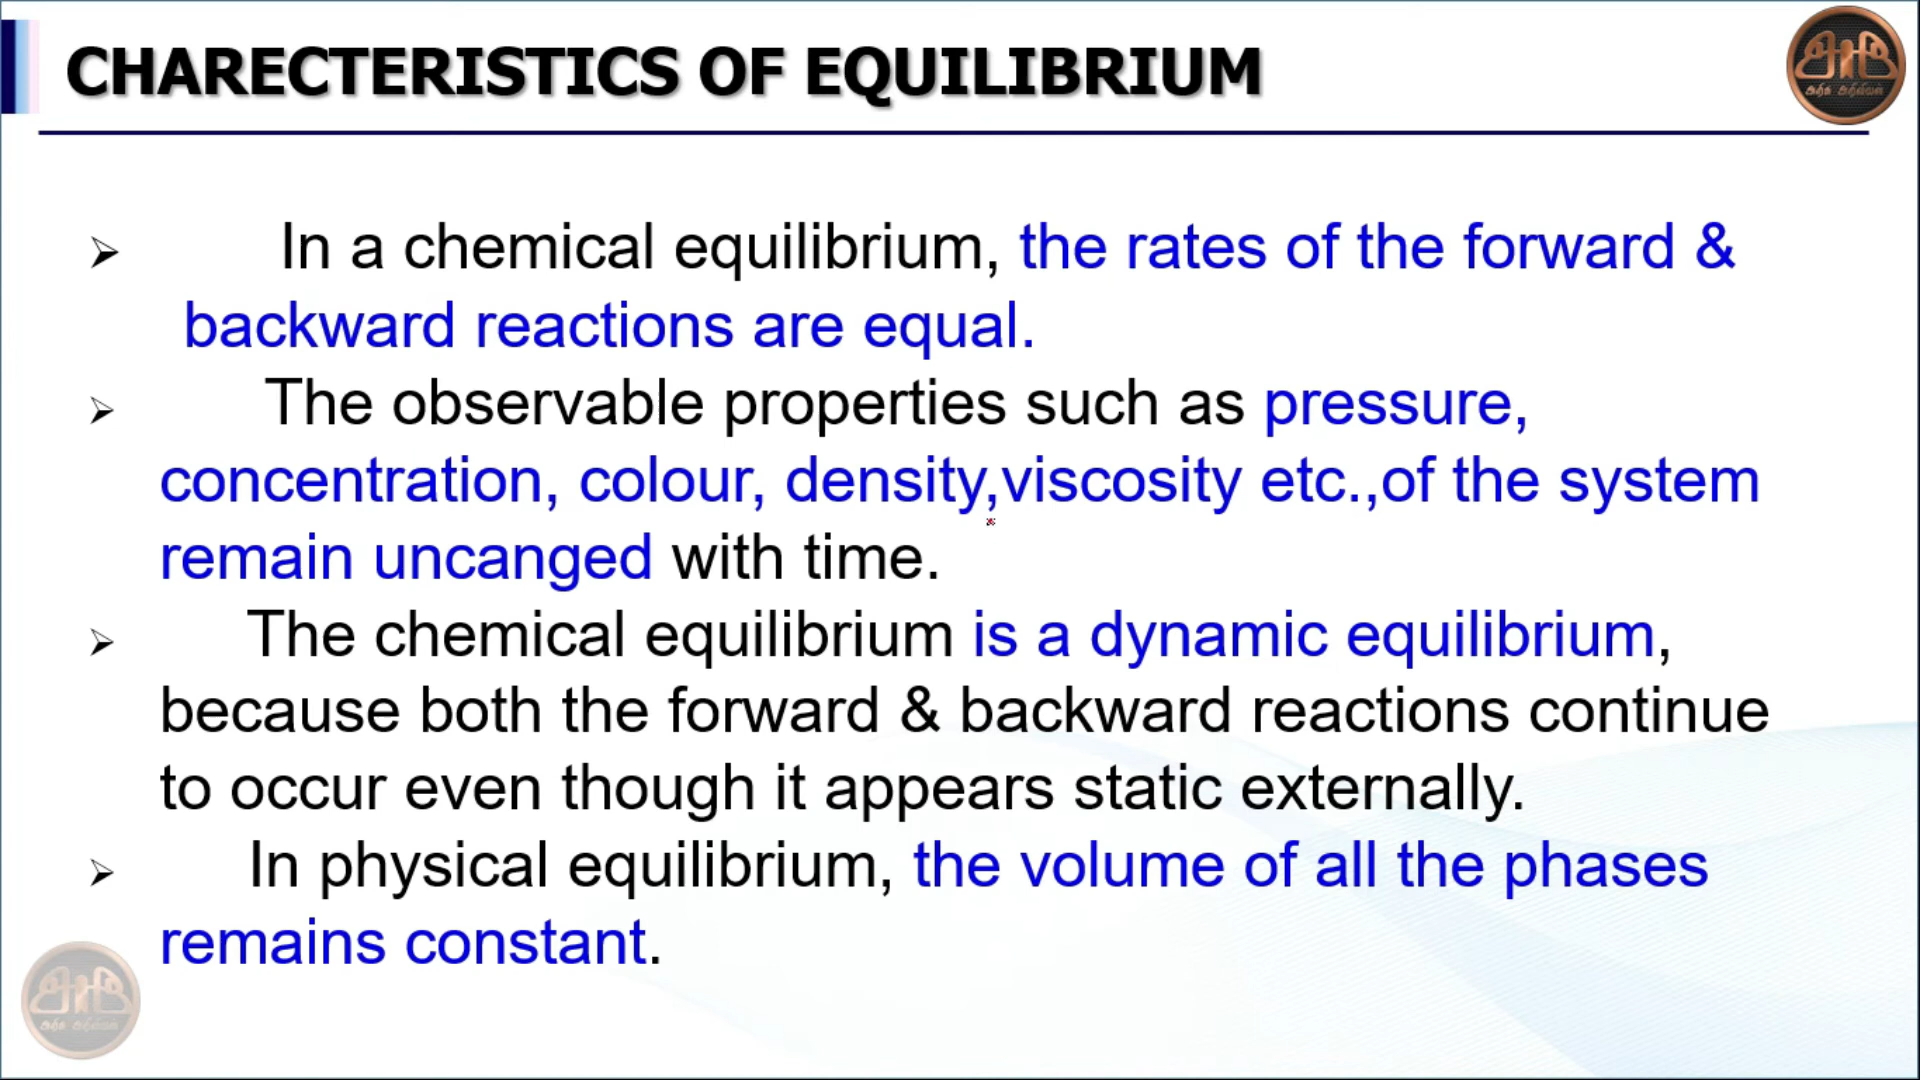 CHARECTERISTICS OF EQUILIBRIUM
➢ In a chemical equilibrium, the rates of the forward &
backward reactions are equal.
➢ The observable properties such as pressure,
concentration, colour, density,viscosity etc.,of the system
remain uncanged with time.
➢ The chemical equilibrium is a dynamic equilibrium,
because both the forward & backward reactions continue
to occur even though it appears static externally.
➢ In physical equilibrium, the volume of all the phases
remains constant.